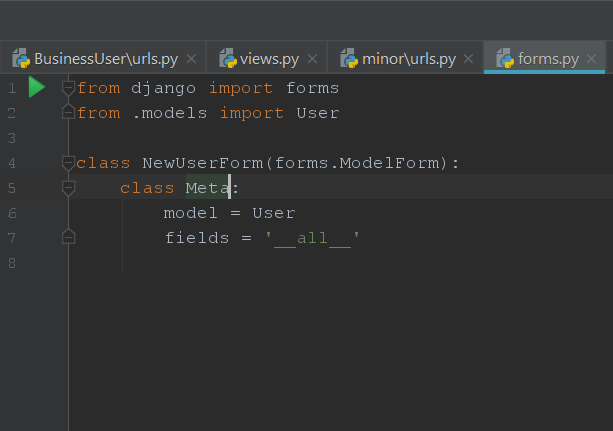 BusinessUser\urls.py × views.py × minor\urls.py × forms.py ×
1 from django import forms
2 from .models import User
3
4 class NewUserForm(forms.ModelForm):
5     class Meta:
6         model = User
7         fields = '__all__'
8